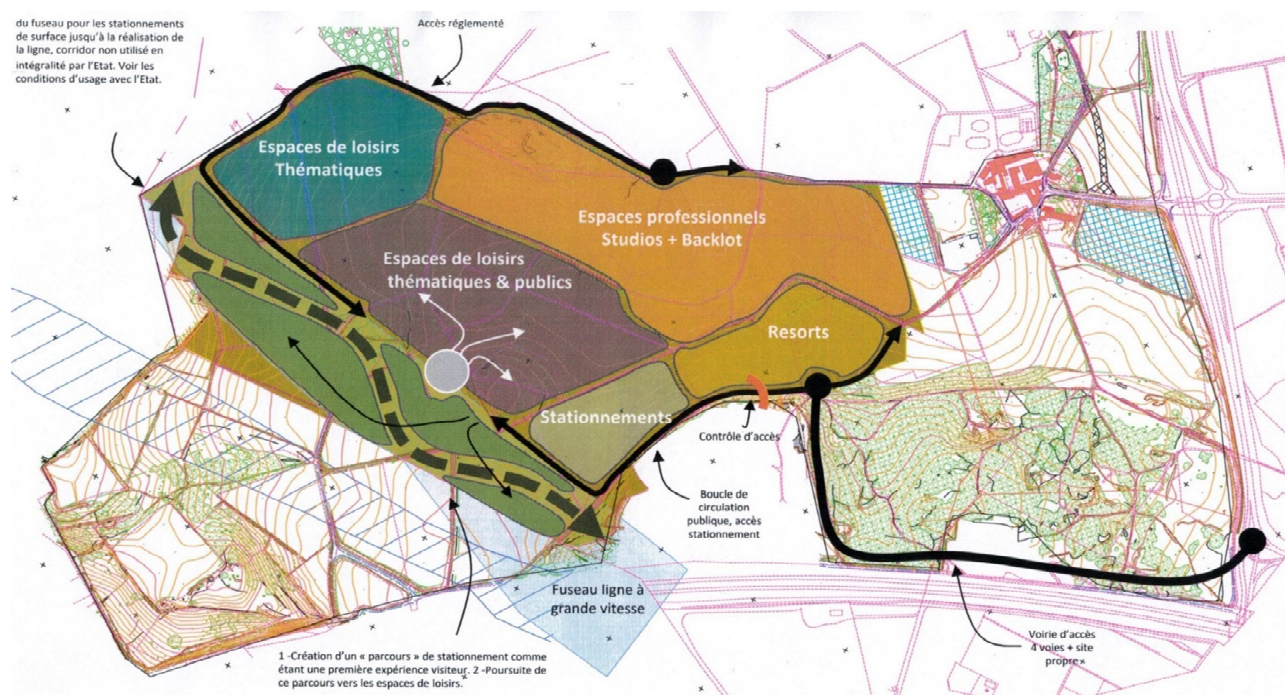 du fuseau pour les stationnements
de surface jusqu'à la réalisation de
la ligne, corridor non utilisé en
intégralité par l'Etat. Voir les
conditions d'usage avec l'Etat.
Accès réglementé
Espaces de loisirs
Thématiques
Espaces professionnels
Studios + Backlot
Espaces de loisirs
thématiques & publics
Resorts
Stationnements
Contrôle d'accès
Boucle de
circulation
publique, accès
stationnement
Fuseau ligne à
grande vitesse
Voirie d'accès
4 voies + site
propre
1 -Création d'un « parcours » de stationnement comme
étant une première expérience visiteur. 2 -Poursuite de
ce parcours vers les espaces de loisirs.